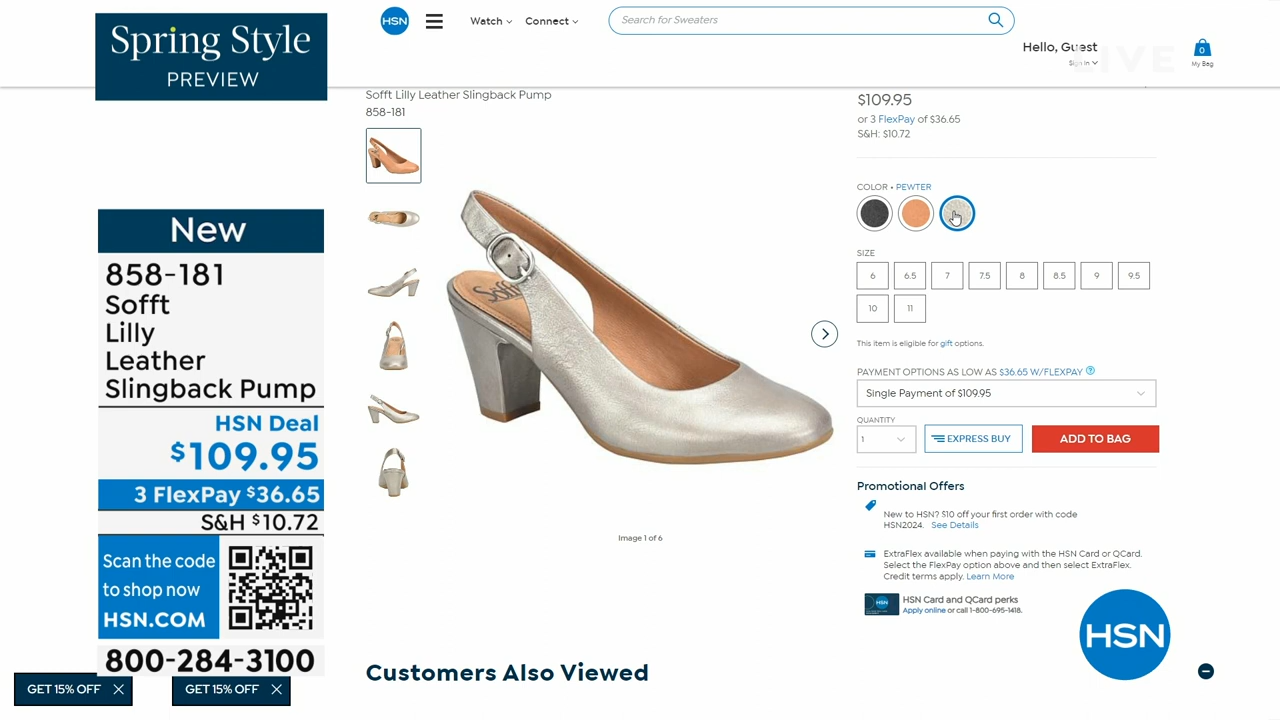 Spring Style
PREVIEW
HSN
Watch
Connect
Search for Sweaters
Hello, Guest
Sign In
LIVE
0
My Bag
Sofft Lilly Leather Slingback Pump
858-181
$109.95
or 3 FlexPay of $36.65
S&H: $10.72
COLOR • PEWTER
SIZE
6 6.5 7 7.5 8 8.5 9 9.5
10 11
This item is eligible for gift options.
PAYMENT OPTIONS AS LOW AS $36.65 W/FLEXPAY ?
Single Payment of $109.95
QUANTITY
1
EXPRESS BUY
ADD TO BAG
Promotional Offers
New to HSN? $10 off your first order with code
HSN2024. See Details
ExtraFlex available when paying with the HSN Card or QCard.
Select the FlexPay option above and then select ExtraFlex.
Credit terms apply. Learn More
HSN
HSN Card and QCard perks
Apply online or call 1-800-695-1418.
Sofft
Image 1 of 6
Customers Also Viewed
HSN
New
858-181
Sofft
Lilly
Leather
Slingback Pump
HSN Deal
$109.95
3 FlexPay $36.65
S&H $10.72
Scan the code
to shop now
HSN.COM
800-284-3100
GET 15% OFF
GET 15% OFF